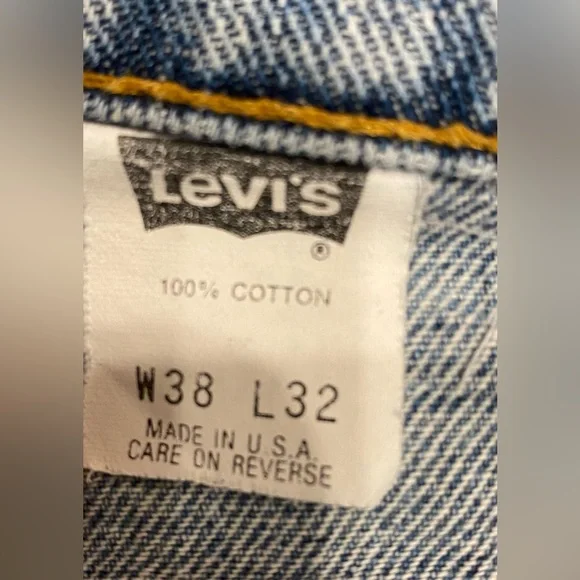 Levi's
®
100% COTTON
W38 L32
MADE IN U.S.A.
CARE ON REVERSE